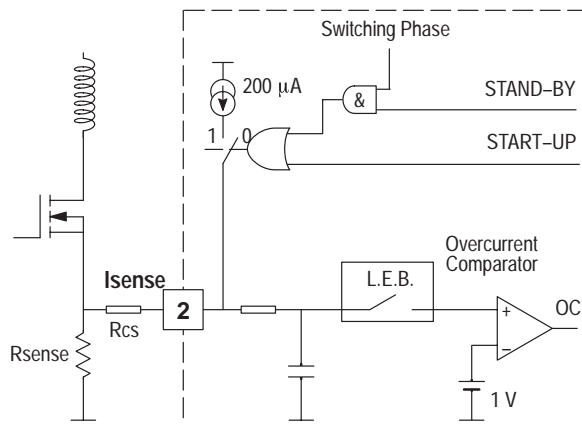 Switching Phase
200 μA
STAND–BY
&
1 0
START–UP
Overcurrent
Comparator
Isense
2
L.E.B.
OC
+
Rcs
Rsense
–
1 V